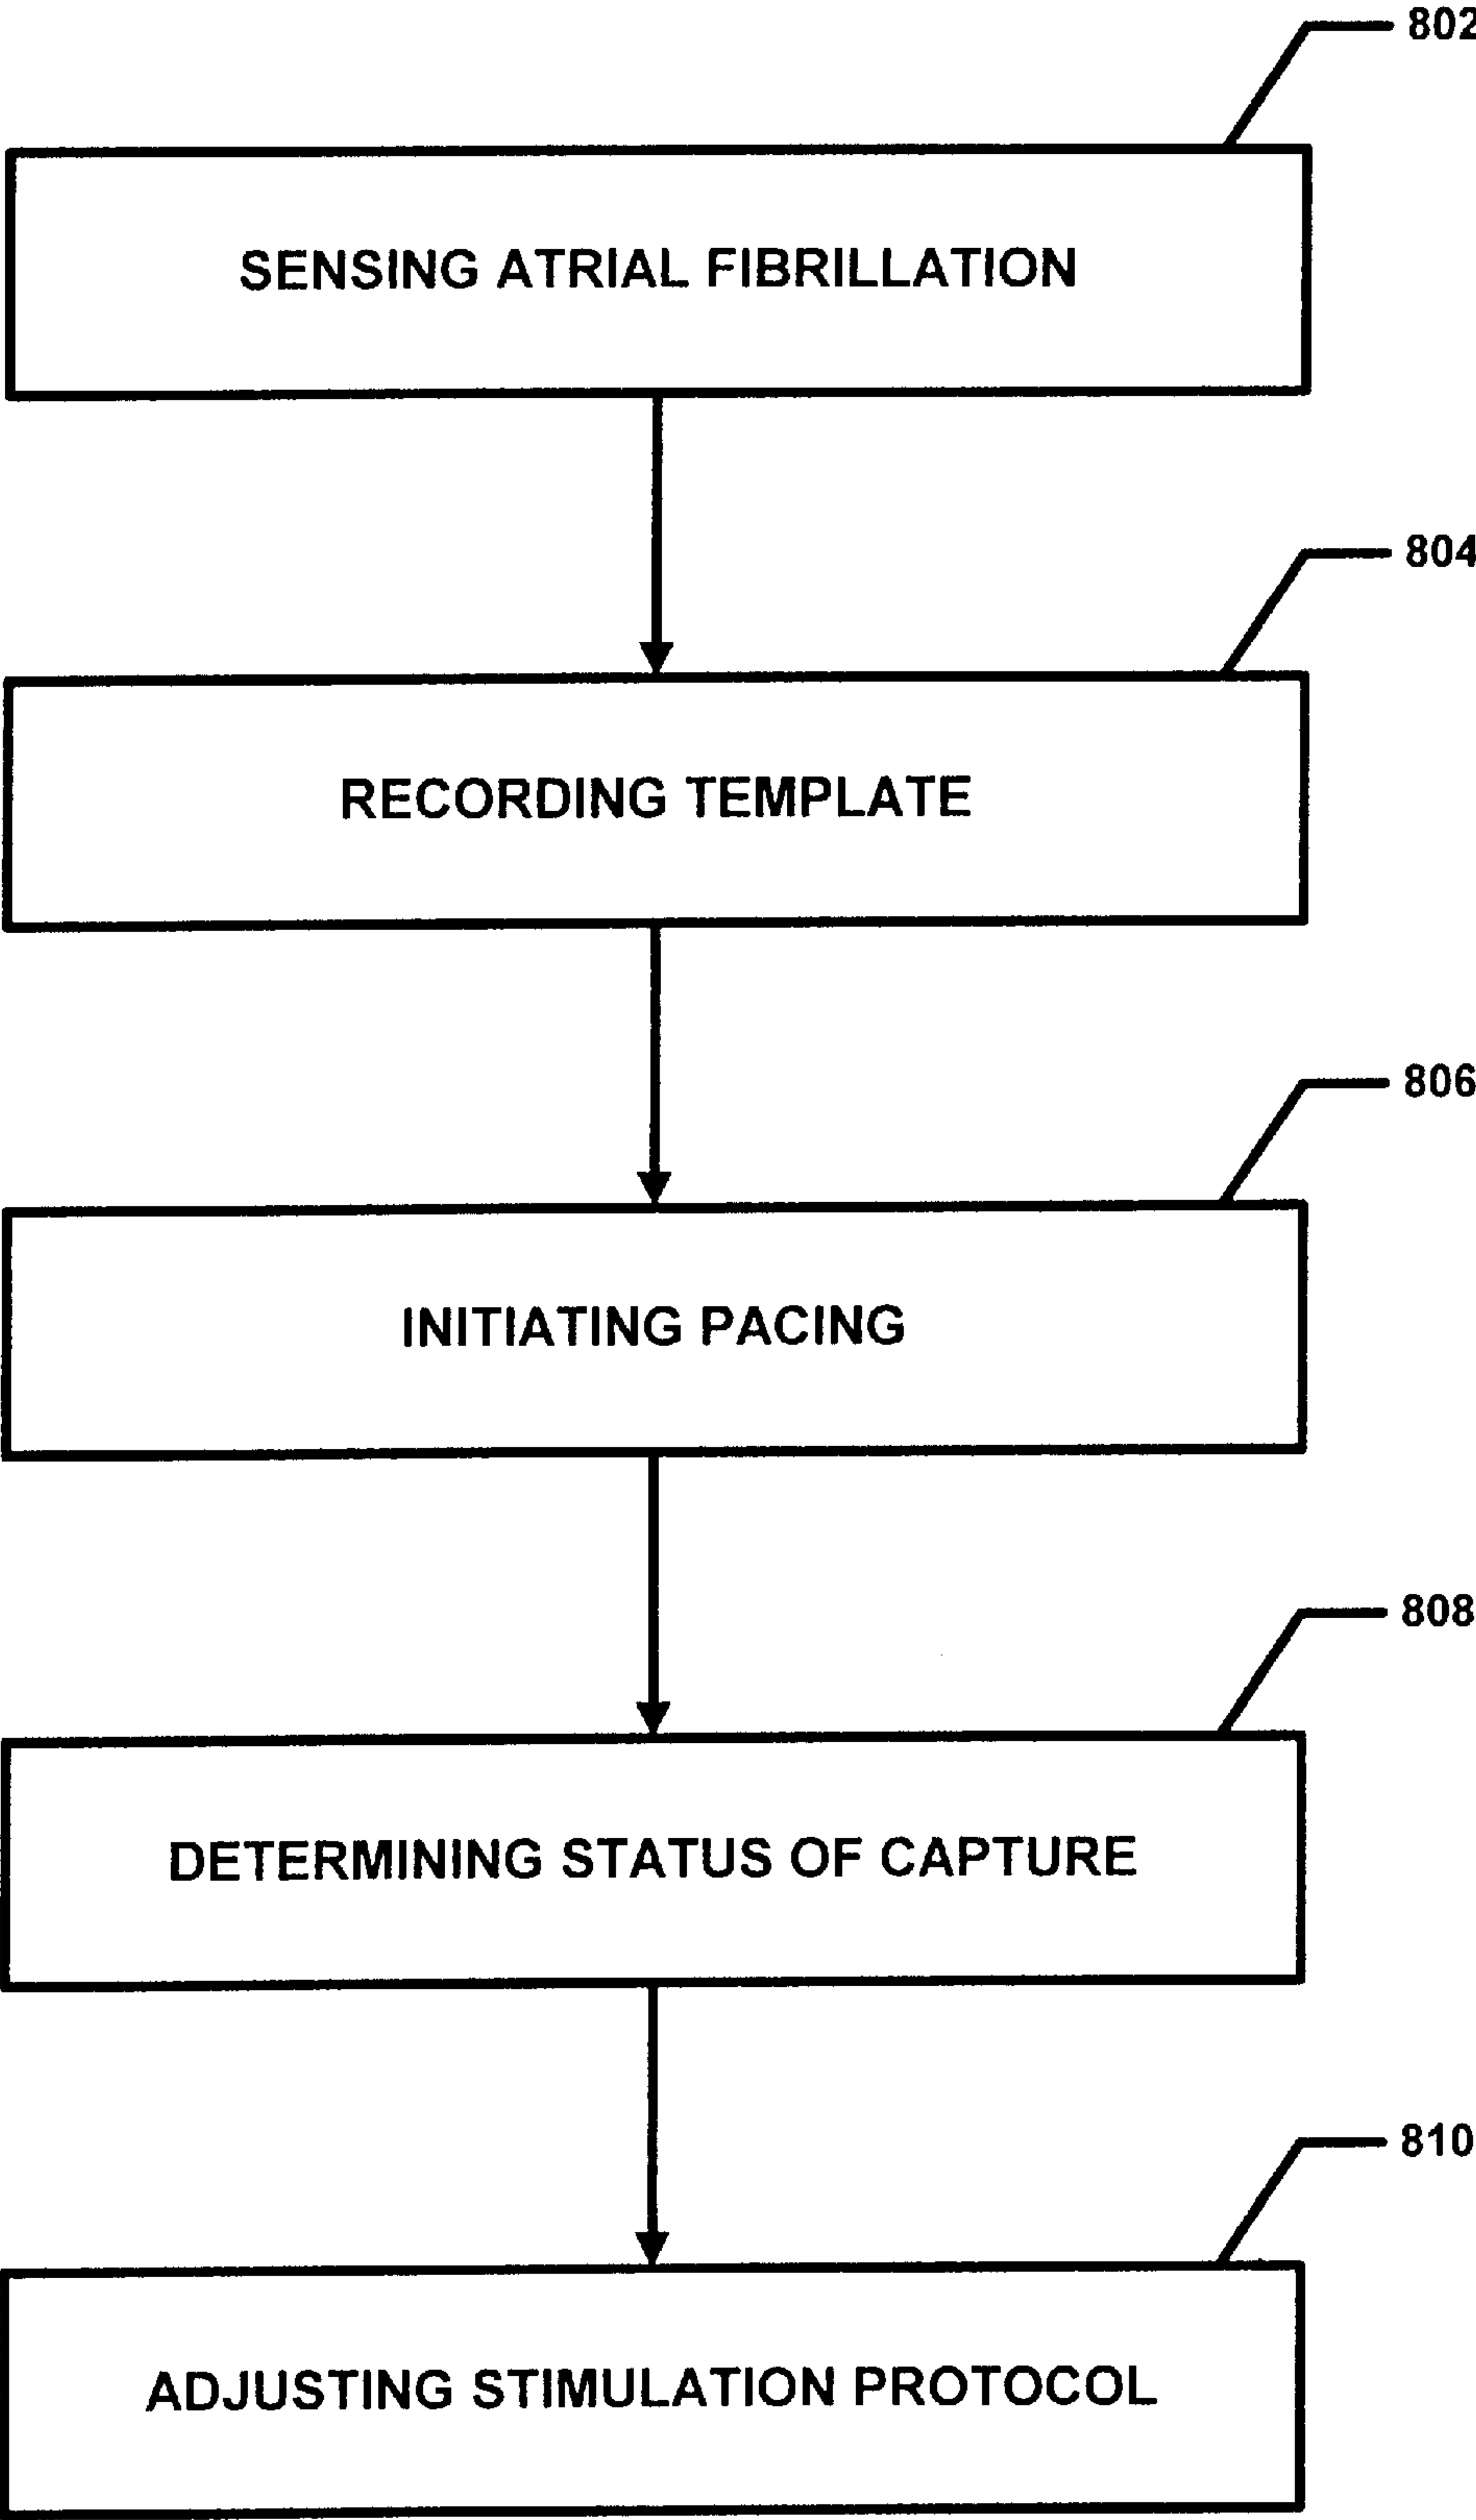 802
SENSING ATRIAL FIBRILLATION
804
RECORDING TEMPLATE
806
INITIATING PACING
808
DETERMINING STATUS OF CAPTURE
810
ADJUSTING STIMULATION PROTOCOL